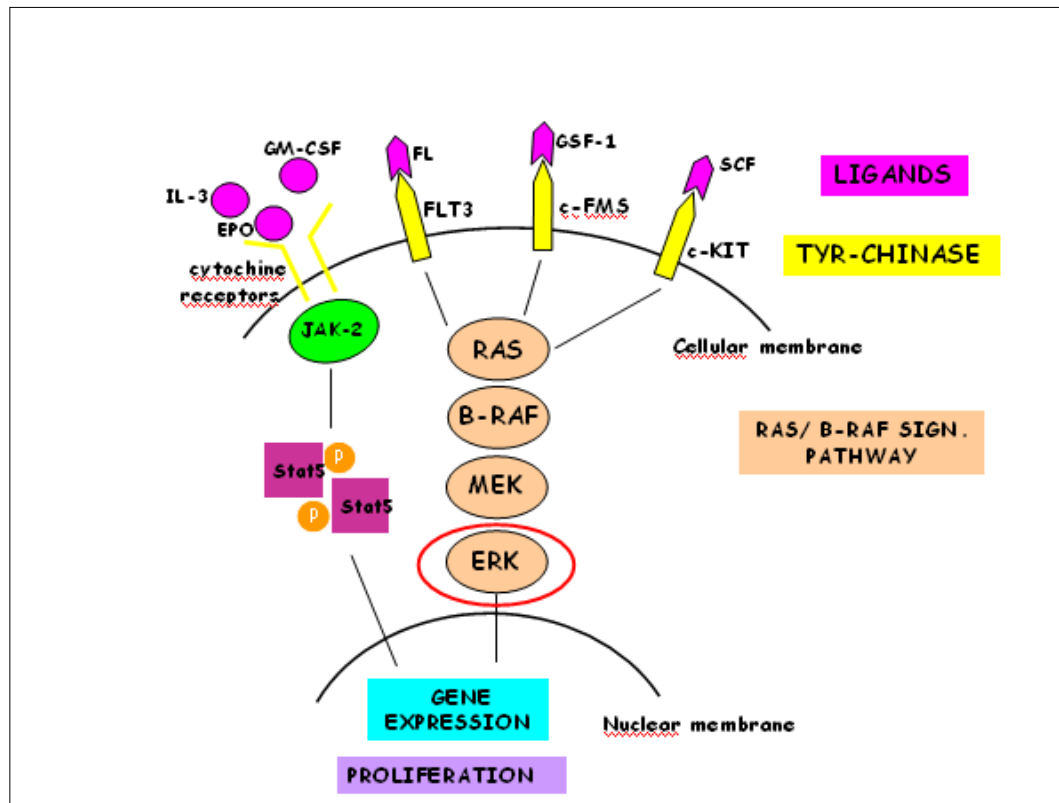 GM-CSF
IL-3
EPO
cytochine
receptors
JAK-2
FL
FLT3
GSF-1
c-FMS
SCF
c-KIT
LIGANDS
TYR-CHINASE
Cellular membrane
RAS
B-RAF
MEK
ERK
RAS/ B-RAF SIGN.
PATHWAY
Stat5
P
P
Stat5
GENE
EXPRESSION
Nuclear membrane
PROLIFERATION